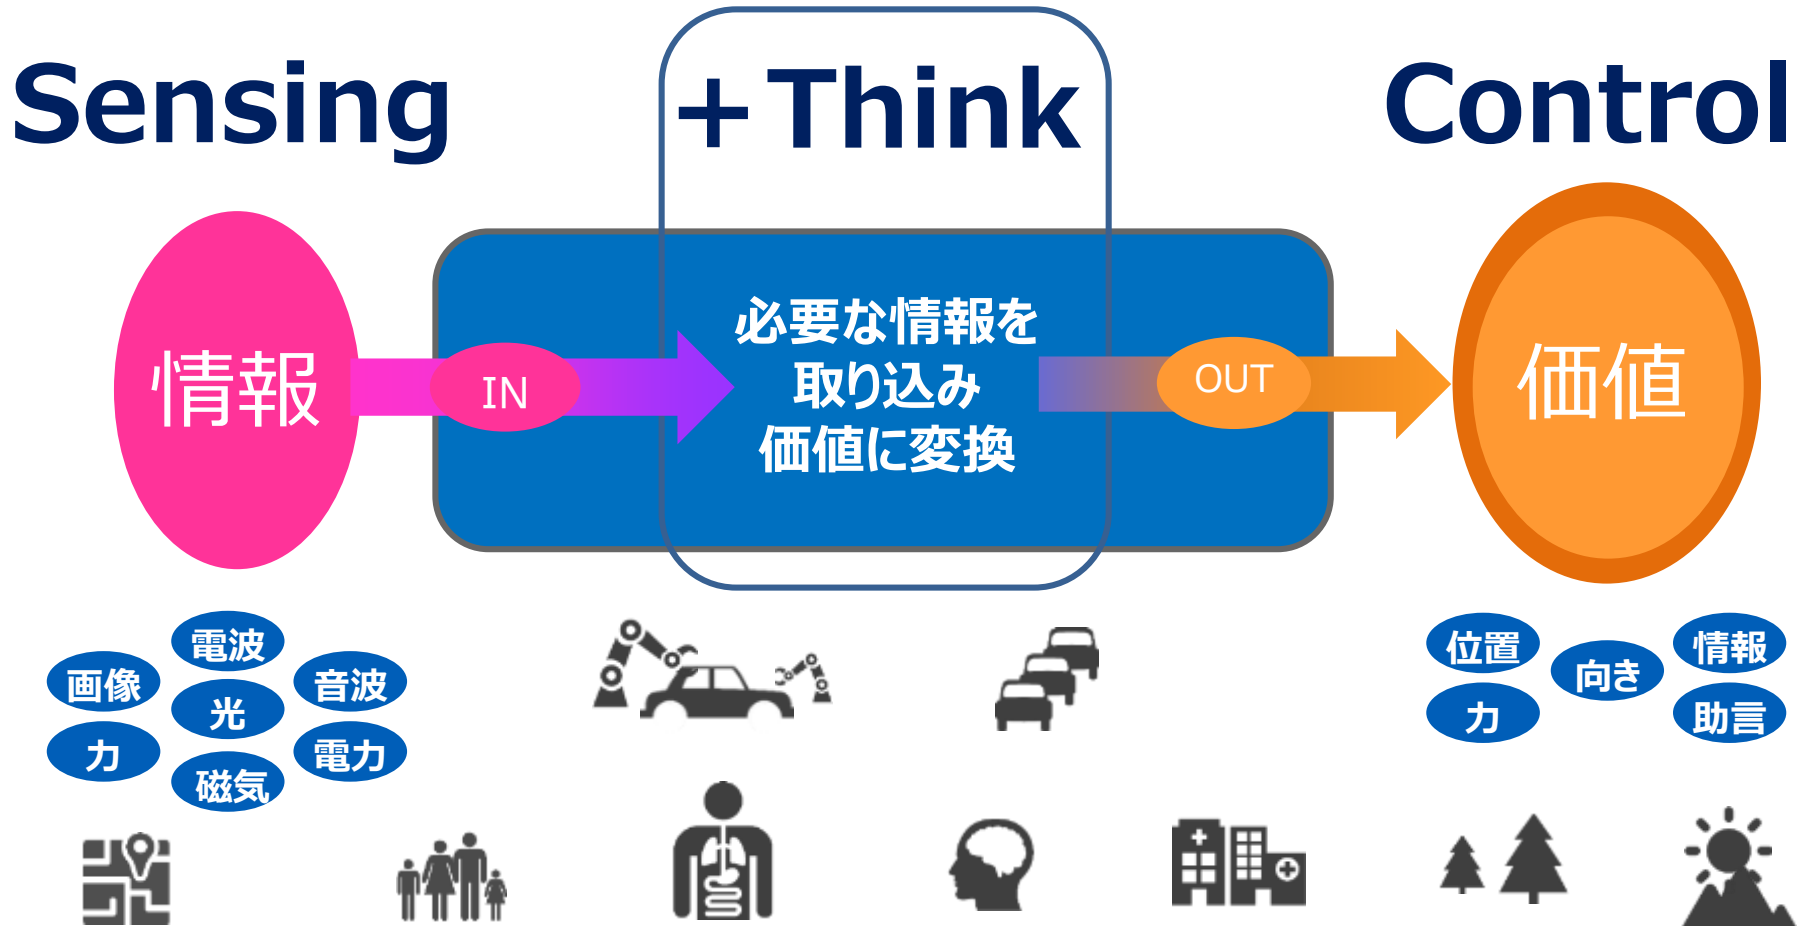 Sensing
+Think
Control
情報
IN
必要な情報を
取り込み
価値に変換
OUT
価値
電波
画像
音波
光
力
電力
磁気
位置
情報
向き
力
助言